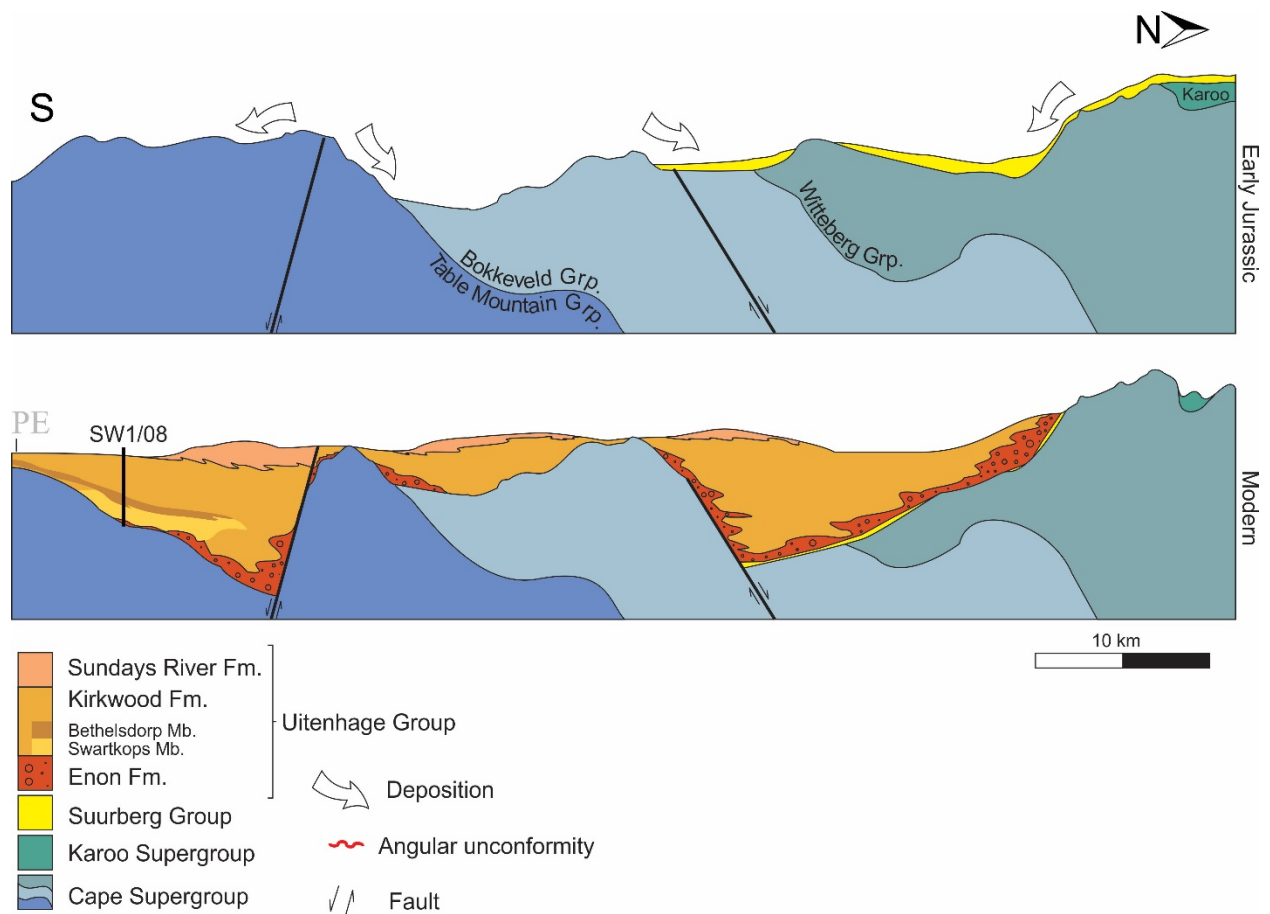 N
S
Karoo
Early Jurassic
Witteberg Grp.
Bokkeveld Grp.
Table Mountain Grp.
PE
SW1/08
Modern
10 km
Sundays River Fm.
Kirkwood Fm.
Bethelsdorp Mb.
Swartkops Mb.
Enon Fm.
Uitenhage Group
Suurberg Group
Karoo Supergroup
Cape Supergroup
Deposition
Angular unconformity
Fault